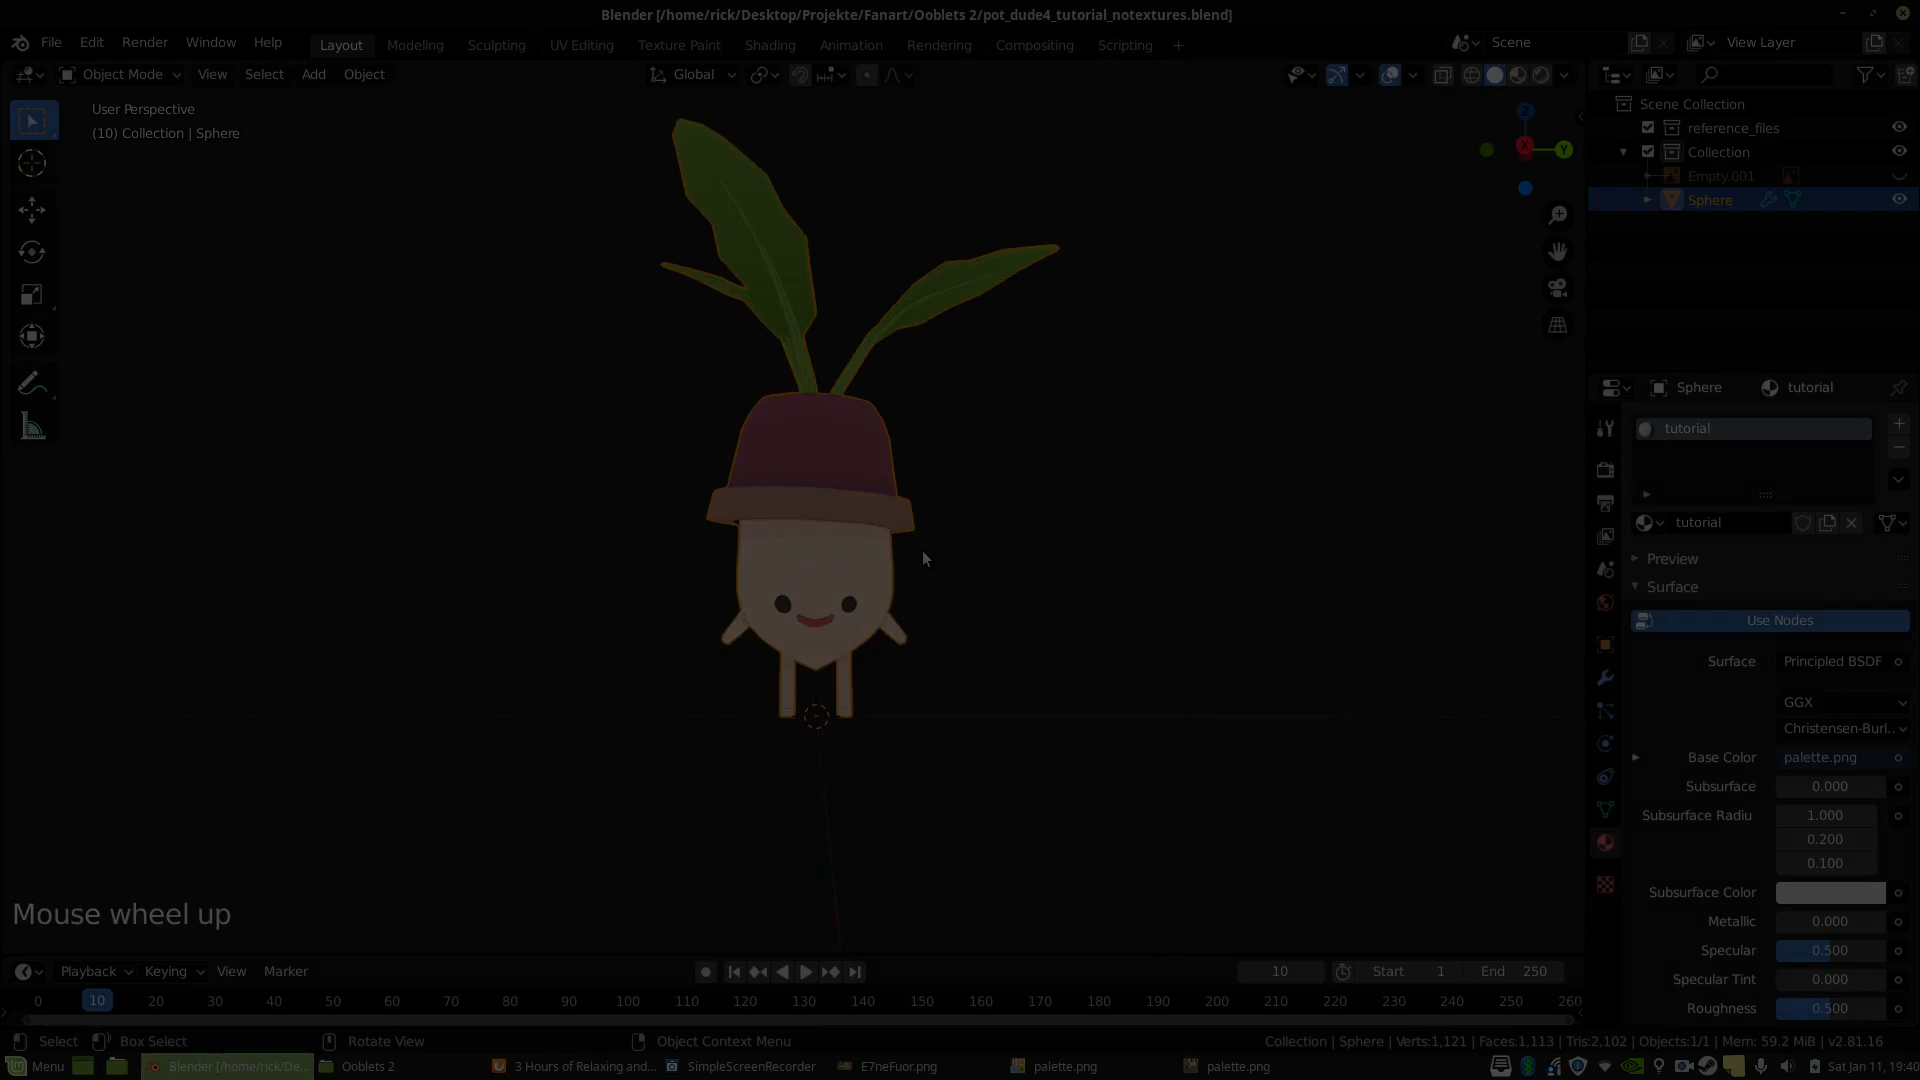 Blender [/home/rick/Desktop/Projekte/Fanart/Ooblets 2/pot_dude4_tutorial_notextures.blend]
File Edit Render Window Help
Layout Modeling Sculpting UV Editing Texture Paint Shading Animation Rendering Compositing Scripting +
Scene
View Layer
Object Mode View Select Add Object
Global
User Perspective
(10) Collection | Sphere
Z
X
Y
Scene Collection
reference_files
Collection
Empty.001
Sphere
Sphere tutorial
tutorial
tutorial
Preview
Surface
Use Nodes
Surface Principled BSDF
GGX
Christensen-Burl..
Base Color palette.png
Subsurface 0.000
Subsurface Radiu 1.000
0.200
0.100
Subsurface Color
Metallic 0.000
Specular 0.500
Specular Tint 0.000
Roughness 0.500
Mouse wheel up
Playback Keying View Marker
10
Start 1
End 250
0 10 20 30 40 50 60 70 80 90 100 110 120 130 140 150 160 170 180 190 200 210 220 230 240 250 260
Select Box Select Rotate View Object Context Menu
Collection | Sphere | Verts:1,121 | Faces:1,113 | Tris:2,102 | Objects:1/1 | Mem: 59.2 MiB | v2.81.16
Menu
Blender [/home/rick/De...
Ooblets 2
3 Hours of Relaxing and...
SimpleScreenRecorder
E7neFuor.png
palette.png
palette.png
Sat Jan 11, 19:40